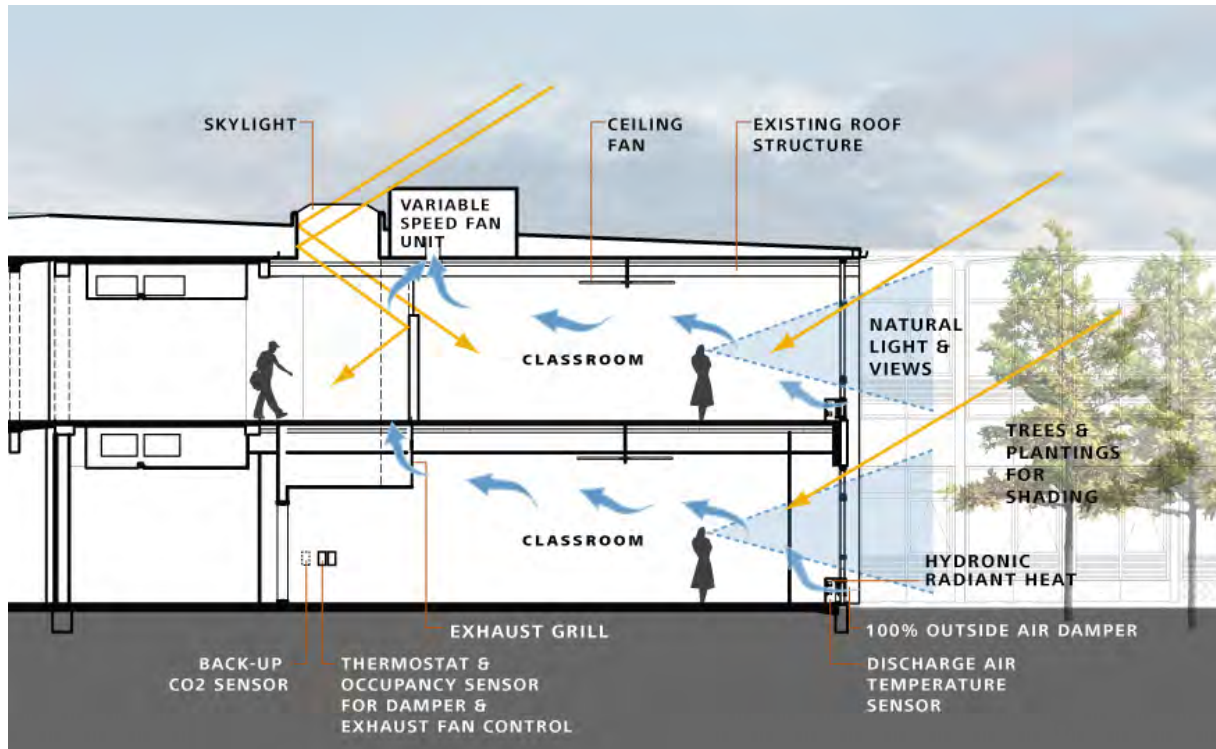 SKYLIGHT
CEILING
FAN
EXISTING ROOF
STRUCTURE
VARIABLE
SPEED FAN
UNIT
NATURAL
LIGHT &
VIEWS
CLASSROOM
TREES &
PLANTINGS
FOR
SHADING
CLASSROOM
HYDRONIC
RADIANT HEAT
EXHAUST GRILL
100% OUTSIDE AIR DAMPER
BACK-UP
CO2 SENSOR
THERMOSTAT &
OCCUPANCY SENSOR
FOR DAMPER &
EXHAUST FAN CONTROL
DISCHARGE AIR
TEMPERATURE
SENSOR